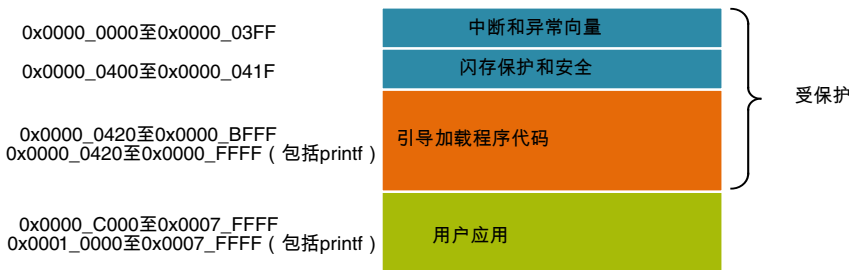 0x0000_0000至0x0000_03FF
中断和异常向量
0x0000_0400至0x0000_041F
闪存保护和安全
受保护
0x0000_0420至0x0000_BFFF
0x0000_0420至0x0000_FFFF（包括printf）
引导加载程序代码
0x0000_C000至0x0007_FFFF
0x0001_0000至0x0007_FFFF（包括printf）
用户应用